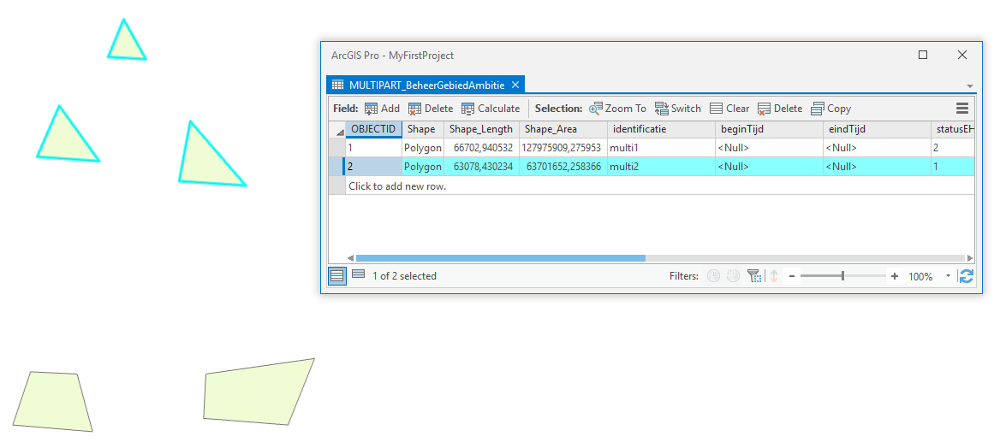 ArcGIS Pro - MyFirstProject
MULTIPART_BeheerGebiedAmbitie
Field: Add Delete Calculate Selection: Zoom To Switch Clear Delete Copy
OBJECTID Shape Shape_Length Shape_Area identificatie beginTijd eindTijd statusEH
1 Polygon 66702,940532 127975909,275953 multi1 <Null> <Null> 2
2 Polygon 63078,430234 63701652,258366 multi2 <Null> <Null> 1
Click to add new row.
1 of 2 selected Filters: - + 100%